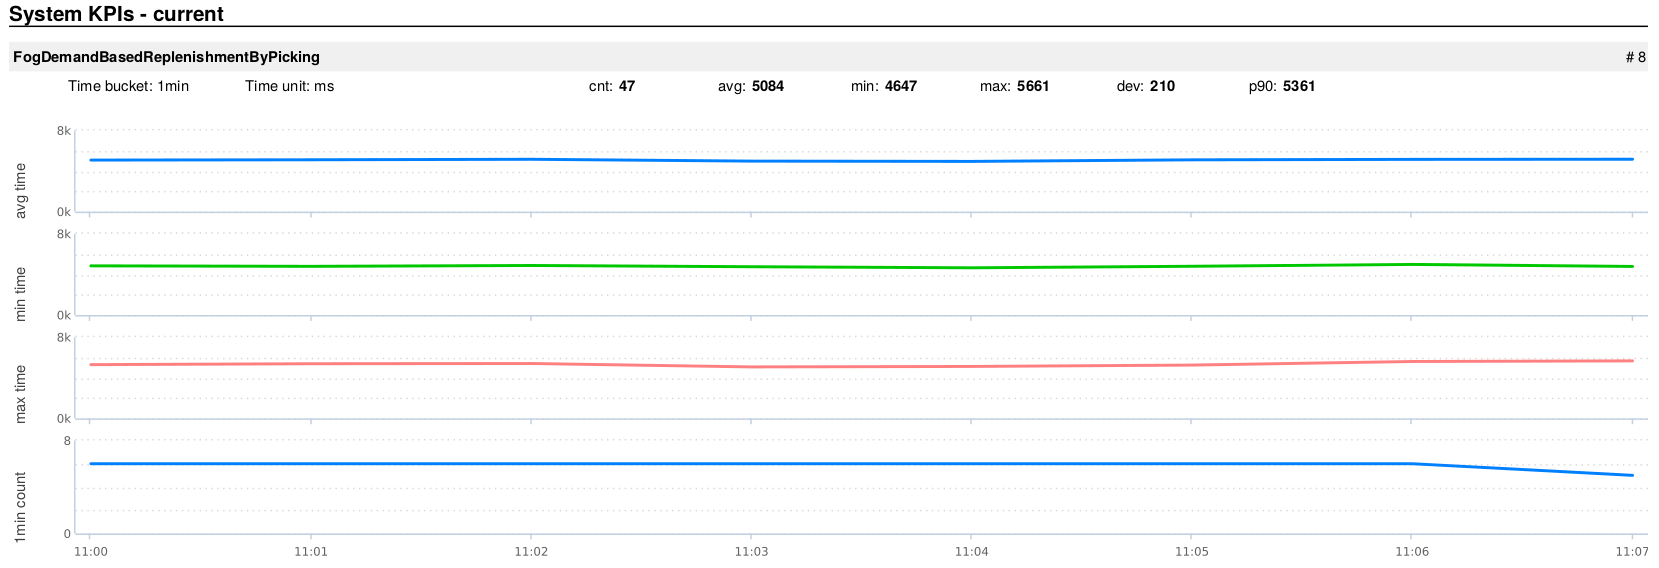 System KPIs - current
FogDemandBasedReplenishmentByPicking # 8
Time bucket: 1min Time unit: ms cnt: 47 avg: 5084 min: 4647 max: 5661 dev: 210 p90: 5361
8k
avg time
0k
8k
min time
0k
8k
max time
0k
8
1min count
0
11:00 11:01 11:02 11:03 11:04 11:05 11:06 11:07